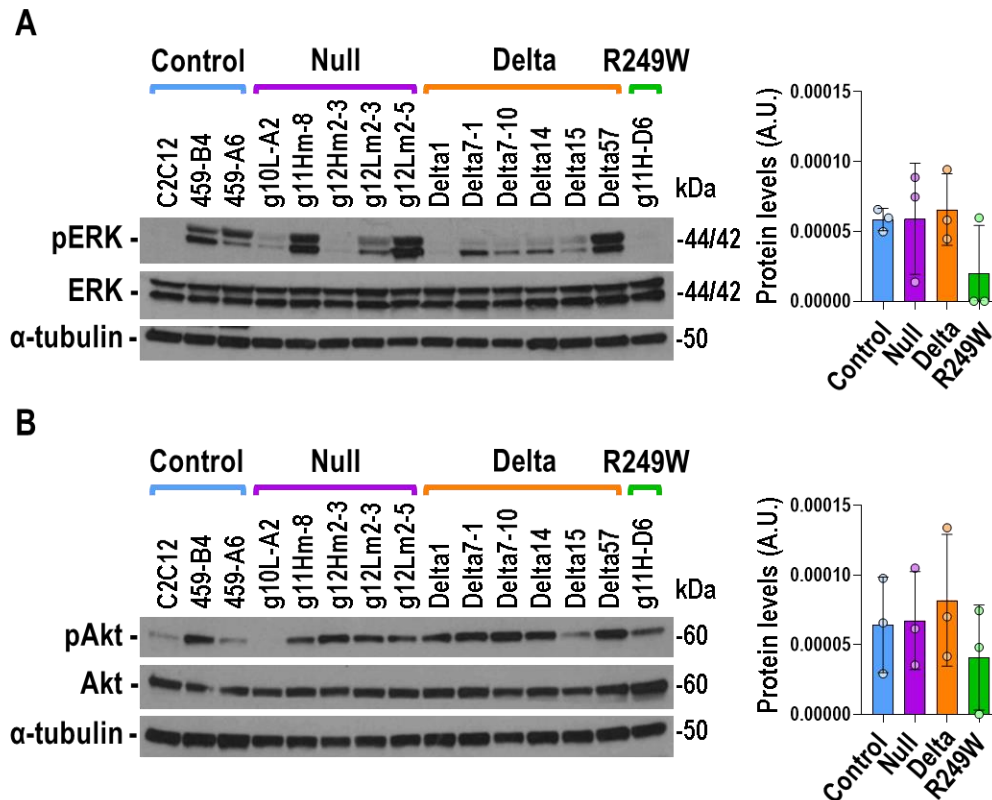 A
Control Null Delta R249W
C2C12 459-B4 459-A6 g10L-A2 g11Hm-8 g12Hm2-3 g12Lm2-3 g12Lm2-5 Delta1 Delta7-1 Delta7-10 Delta14 Delta15 Delta57 g11H-D6
kDa
pERK - -44/42
ERK - -44/42
α-tubulin - -50
Protein levels (A.U.)
0.00015
0.00010
0.00005
0.00000
Control Null Delta R249W
B
Control Null Delta R249W
C2C12 459-B4 459-A6 g10L-A2 g11Hm-8 g12Hm2-3 g12Lm2-3 g12Lm2-5 Delta1 Delta7-1 Delta7-10 Delta14 Delta15 Delta57 g11H-D6
kDa
pAkt - -60
Akt - -60
α-tubulin - -50
Protein levels (A.U.)
0.00015
0.00010
0.00005
0.00000
Control Null Delta R249W